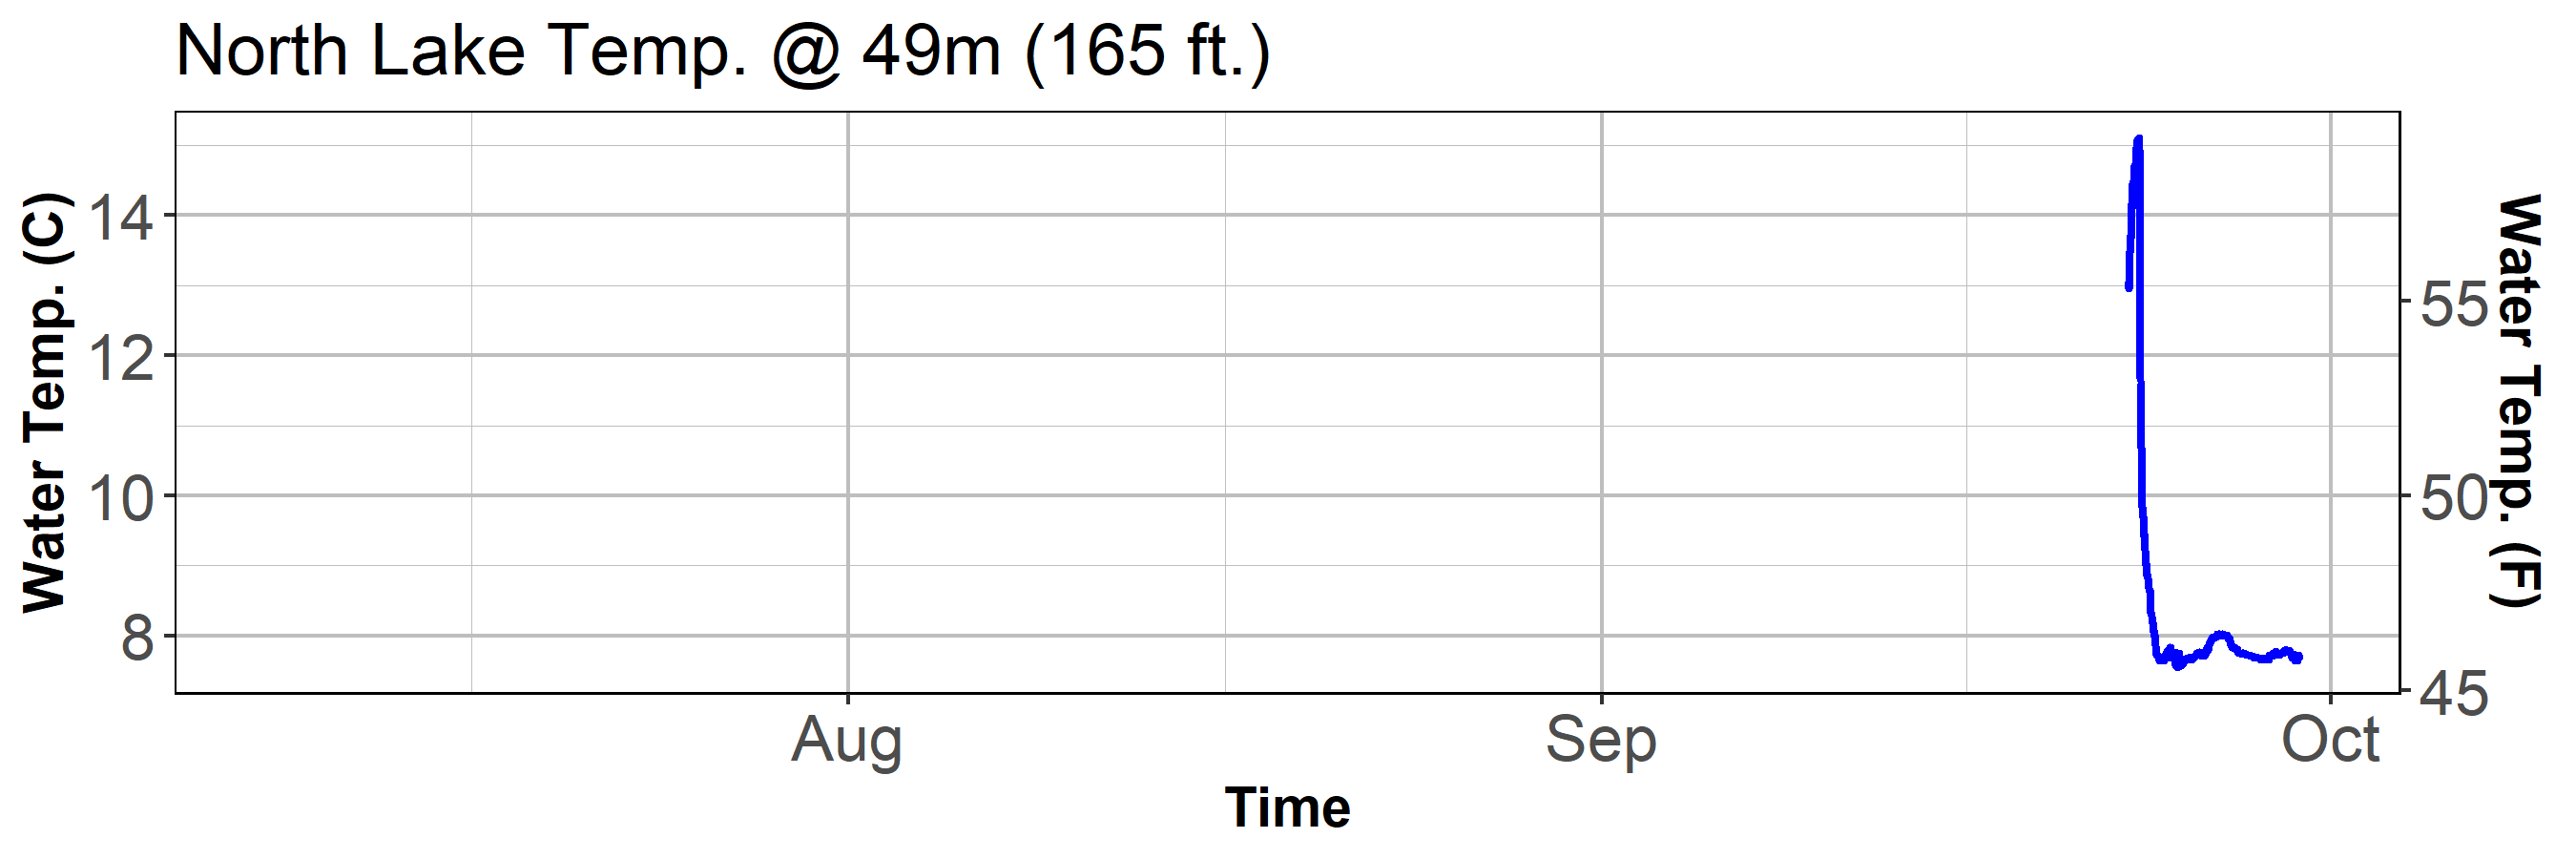 North Lake Temp. @ 49m (165 ft.)
Water Temp. (C)
14
12
10
8
55
50
45
Water Temp. (F)
Aug Sep Oct
Time